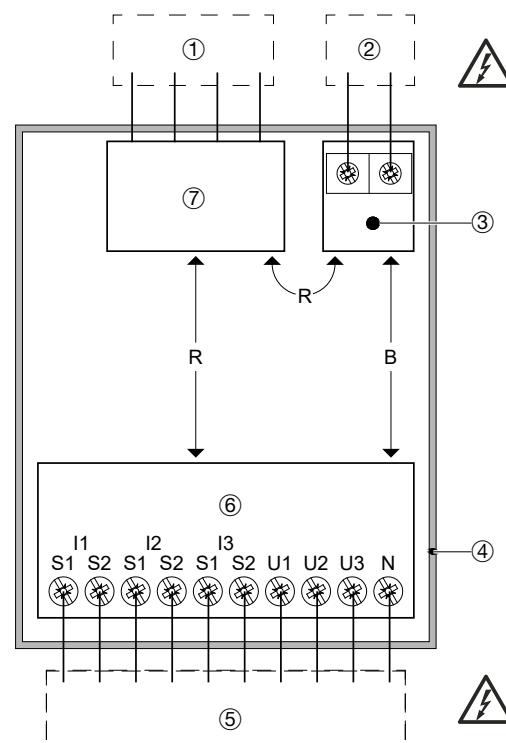 ① ②
⑦
③
R
R B
⑥
④
I1 I2 I3
S1 S2 S1 S2 S1 S2 U1 U2 U3 N
⑤